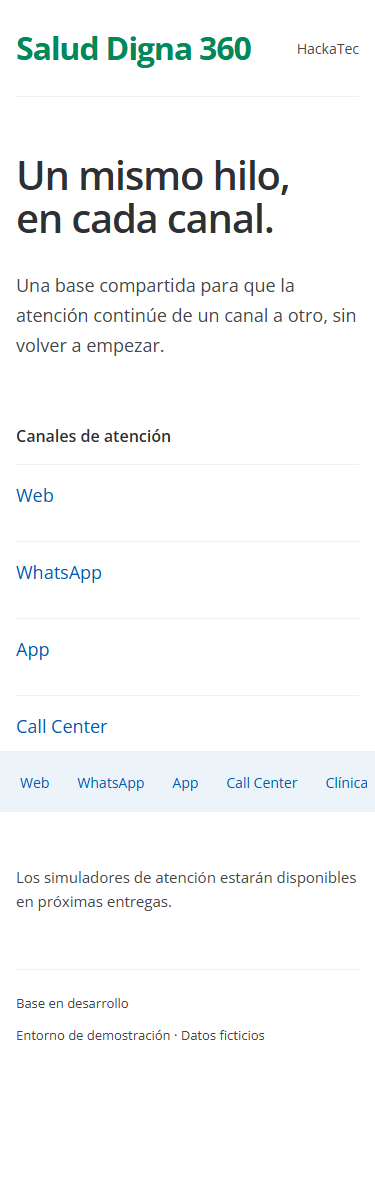 Salud Digna 360
HackaTec
Un mismo hilo,
en cada canal.
Una base compartida para que la
atención continúe de un canal a otro, sin
volver a empezar.
Canales de atención
Web
WhatsApp
App
Call Center
Web WhatsApp App Call Center Clínica
Los simuladores de atención estarán disponibles
en próximas entregas.
Base en desarrollo
Entorno de demostración · Datos ficticios